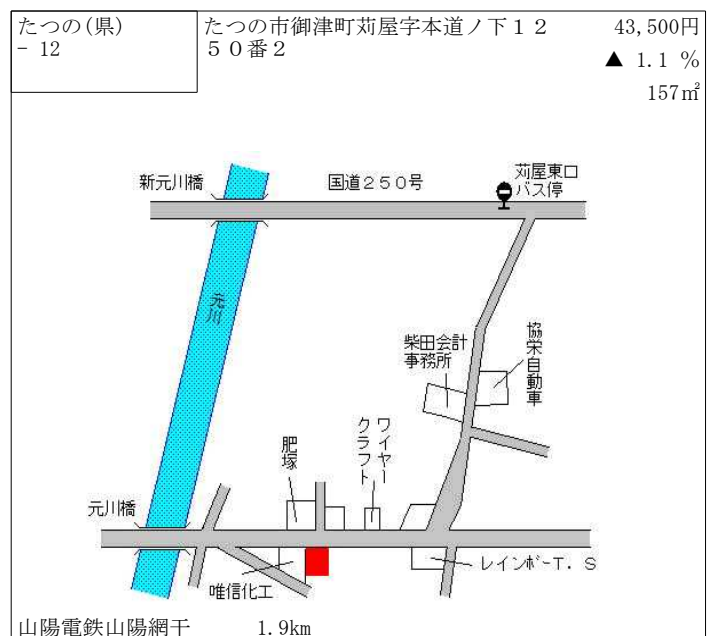 たつの(県)
- 12
たつの市御津町苅屋字本道ノ下12
50番2
43,500円
▲ 1.1 %
157㎡
新元川橋
国道250号
苅屋東口
バス停
元川
柴田会計
事務所
協栄自動車
ワイヤー
クラフト
肥塚
元川橋
唯信化工
レインボーT. S
山陽電鉄山陽網干 1.9km